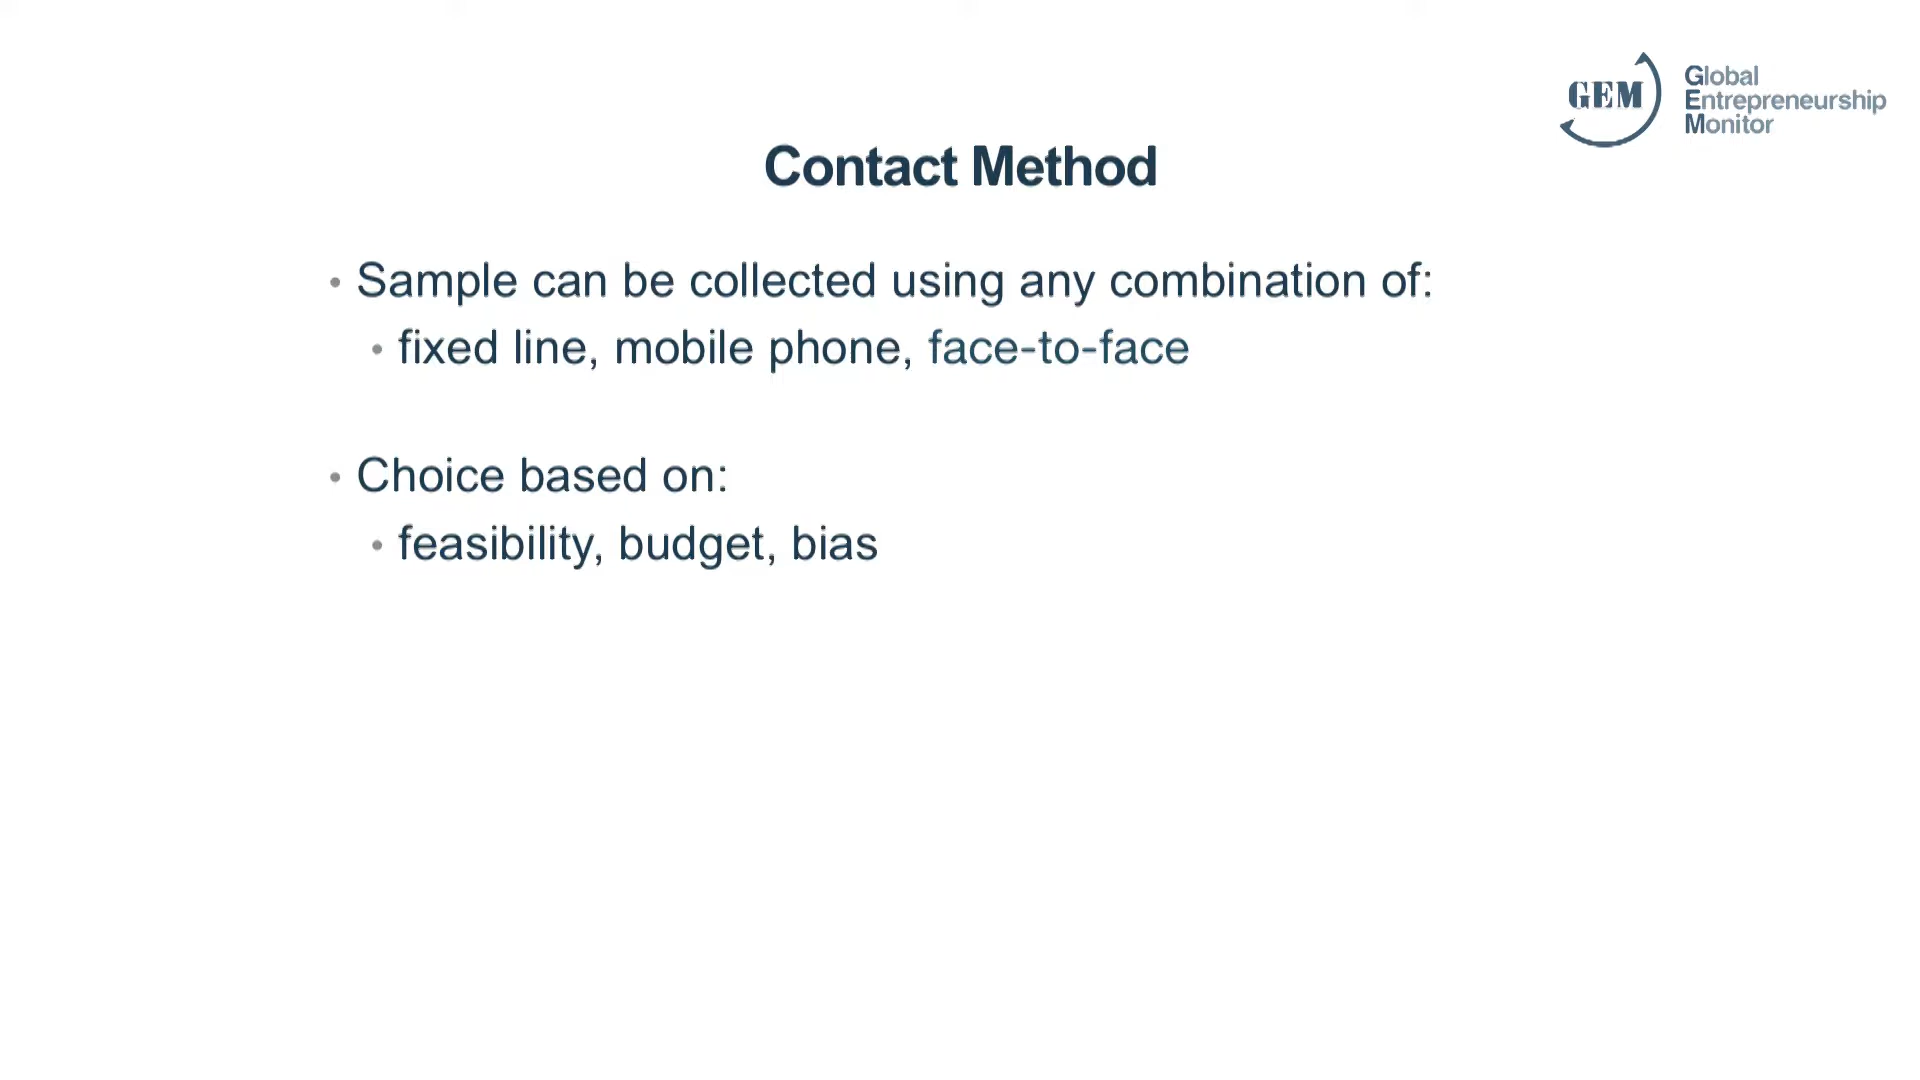 GEM
Global
Entrepreneurship
Monitor
Contact Method
• Sample can be collected using any combination of:
• fixed line, mobile phone, face-to-face
• Choice based on:
• feasibility, budget, bias